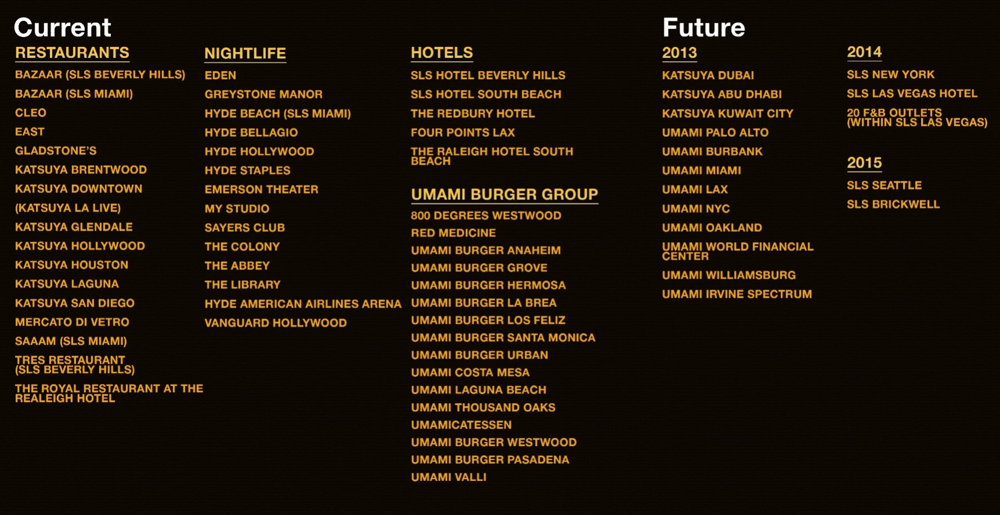 Current
RESTAURANTS
BAZAAR (SLS BEVERLY HILLS)
BAZAAR (SLS MIAMI)
CLEO
EAST
GLADSTONE’S
KATSUYA BRENTWOOD
KATSUYA DOWNTOWN
(KATSUYA LA LIVE)
KATSUYA GLENDALE
KATSUYA HOLLYWOOD
KATSUYA HOUSTON
KATSUYA LAGUNA
KATSUYA SAN DIEGO
MERCATO DI VETRO
SAAAM (SLS MIAMI)
TRES RESTAURANT
(SLS BEVERLY HILLS)
THE ROYAL RESTAURANT AT THE
REALEIGH HOTEL
NIGHTLIFE
EDEN
GREYSTONE MANOR
HYDE BEACH (SLS MIAMI)
HYDE BELLAGIO
HYDE HOLLYWOOD
HYDE STAPLES
EMERSON THEATER
MY STUDIO
SAYERS CLUB
THE COLONY
THE ABBEY
THE LIBRARY
HYDE AMERICAN AIRLINES ARENA
VANGUARD HOLLYWOOD
HOTELS
SLS HOTEL BEVERLY HILLS
SLS HOTEL SOUTH BEACH
THE REDBURY HOTEL
FOUR POINTS LAX
THE RALEIGH HOTEL SOUTH
BEACH
UMAMI BURGER GROUP
800 DEGREES WESTWOOD
RED MEDICINE
UMAMI BURGER ANAHEIM
UMAMI BURGER GROVE
UMAMI BURGER HERMOSA
UMAMI BURGER LA BREA
UMAMI BURGER LOS FELIZ
UMAMI BURGER SANTA MONICA
UMAMI BURGER URBAN
UMAMI COSTA MESA
UMAMI LAGUNA BEACH
UMAMI THOUSAND OAKS
UMAMICATESSEN
UMAMI BURGER WESTWOOD
UMAMI BURGER PASADENA
UMAMI VALLI
Future
2013
KATSUYA DUBAI
KATSUYA ABU DHABI
KATSUYA KUWAIT CITY
UMAMI PALO ALTO
UMAMI BURBANK
UMAMI MIAMI
UMAMI LAX
UMAMI NYC
UMAMI OAKLAND
UMAMI WORLD FINANCIAL
CENTER
UMAMI WILLIAMSBURG
UMAMI IRVINE SPECTRUM
2014
SLS NEW YORK
SLS LAS VEGAS HOTEL
20 F&B OUTLETS
(WITHIN SLS LAS VEGAS)
2015
SLS SEATTLE
SLS BRICKWELL